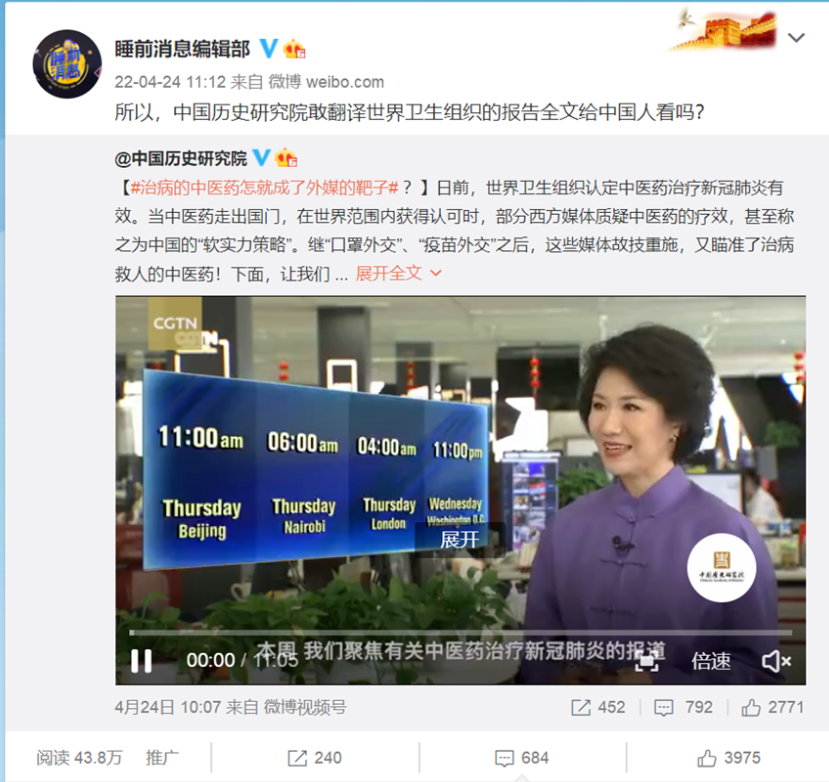 睡前消息编辑部
22-04-24 11:12 来自 微博 weibo.com
所以，中国历史研究院敢翻译世界卫生组织的报告全文给中国人看吗？
@中国历史研究院
【#治病的中医药怎就成了外媒的靶子#？】日前，世界卫生组织认定中医药治疗新冠肺炎有
效。当中医药走出国门，在世界范围内获得认可时，部分西方媒体质疑中医药的疗效，甚至称
之为中国的“软实力策略”。继“口罩外交”、“疫苗外交”之后，这些媒体故技重施，又瞄准了治病
救人的中医药！下面，让我们 ... 展开全文
CGTN
11:00am 06:00am 04:00am 11:00pm
Thursday Thursday Thursday Wednesday
Beijing Nairobi London Washington D.C.
展开
中国历史研究院
本周 我们聚焦有关中医药治疗新冠肺炎的报道
00:00 / 11:05 倍速
4月24日 10:07 来自 微博视频号 452 792 2771
阅读 43.8万 推广 240 684 3975